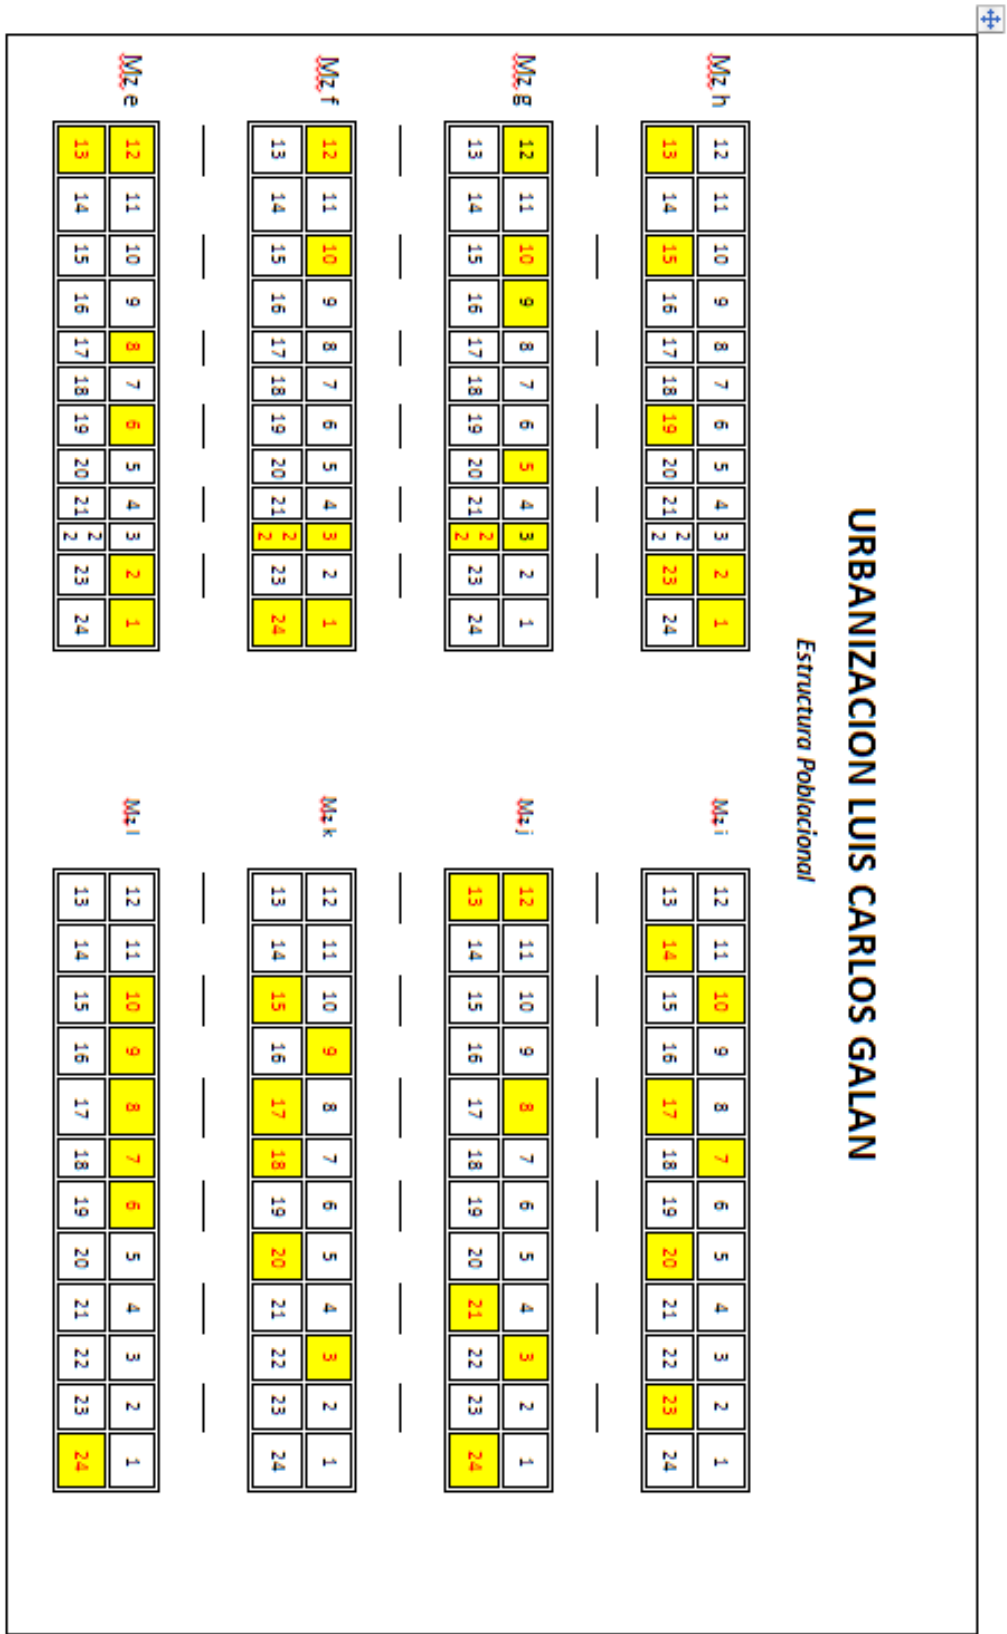 URBANIZACION LUIS CARLOS GALAN
Estructura Poblacional
Mz h
12 11 10 9 8 7 6 5 4 3 2 1
13 14 15 16 17 18 19 20 21 22 23 24
Mz i
12 11 10 9 8 7 6 5 4 3 2 1
13 14 15 16 17 18 19 20 21 22 23 24
Mz g
12 11 10 9 8 7 6 5 4 3 2 1
13 14 15 16 17 18 19 20 21 22 23 24
Mz j
12 11 10 9 8 7 6 5 4 3 2 1
13 14 15 16 17 18 19 20 21 22 23 24
Mz f
12 11 10 9 8 7 6 5 4 3 2 1
13 14 15 16 17 18 19 20 21 22 23 24
Mz k
12 11 10 9 8 7 6 5 4 3 2 1
13 14 15 16 17 18 19 20 21 22 23 24
Mz e
12 11 10 9 8 7 6 5 4 3 2 1
13 14 15 16 17 18 19 20 21 22 23 24
Mz l
12 11 10 9 8 7 6 5 4 3 2 1
13 14 15 16 17 18 19 20 21 22 23 24